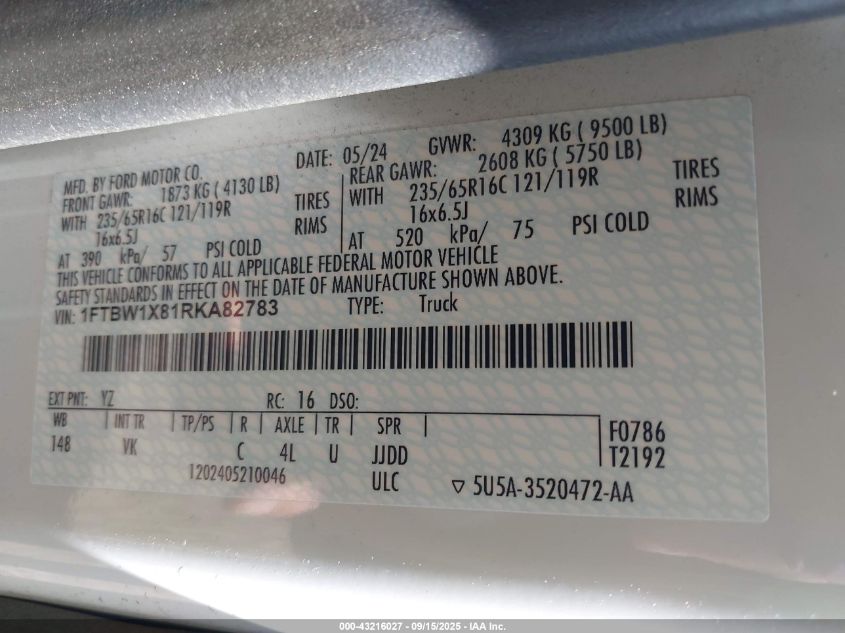 MFD. BY FORD MOTOR CO.
DATE: 05/24 GVWR: 4309 KG ( 9500 LB)
FRONT GAWR: 1873 KG ( 4130 LB)
WITH 235/65R16C 121/119R TIRES
16x6.5J RIMS
AT 390 kPa/ 57 PSI COLD
REAR GAWR: 2608 KG ( 5750 LB)
WITH 235/65R16C 121/119R TIRES
16x6.5J RIMS
AT 520 kPa/ 75 PSI COLD
THIS VEHICLE CONFORMS TO ALL APPLICABLE FEDERAL MOTOR VEHICLE
SAFETY STANDARDS IN EFFECT ON THE DATE OF MANUFACTURE SHOWN ABOVE.
VIN: 1FTBW1X81RKA82783 TYPE: Truck
EXT PNT: YZ RC: 16 DSO:
WB INT TR TP/PS R AXLE TR SPR
148 VK C 4L U JJDD
F0786
T2192
1202405210046 ULC
5U5A-3520472-AA
000-43216027 - 09/15/2025 - IAA Inc.